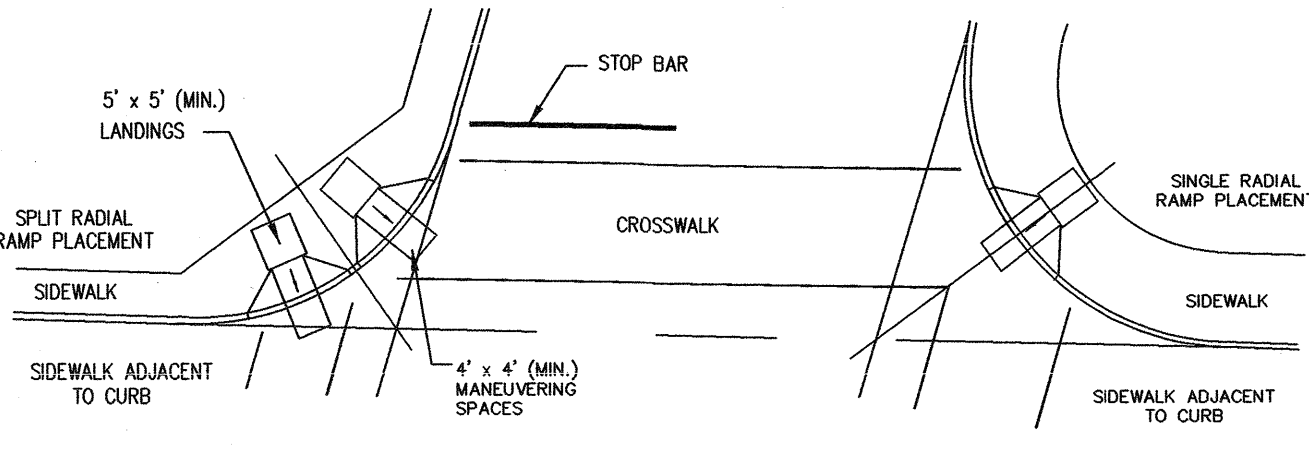 STOP BAR
5' x 5' (MIN.)
LANDINGS
SPLIT RADIAL
RAMP PLACEMENT
CROSSWALK
SINGLE RADIAL
RAMP PLACEMENT
SIDEWALK
SIDEWALK
SIDEWALK ADJACENT
TO CURB
4' x 4' (MIN.)
MANEUVERING
SPACES
SIDEWALK ADJACENT
TO CURB